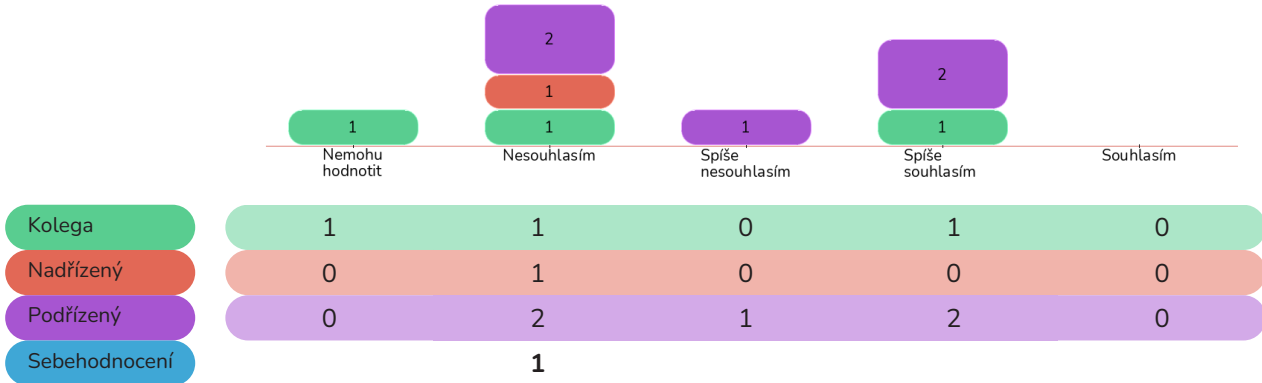 2
1
2
1
1
1
1
Nemohu
hodnotit
Nesouhlasím
Spíše
nesouhlasím
Spíše
souhlasím
Souhlasím
Kolega 1 1 0 1 0
Nadřízený 0 1 0 0 0
Podřízený 0 2 1 2 0
Sebehodnocení 1